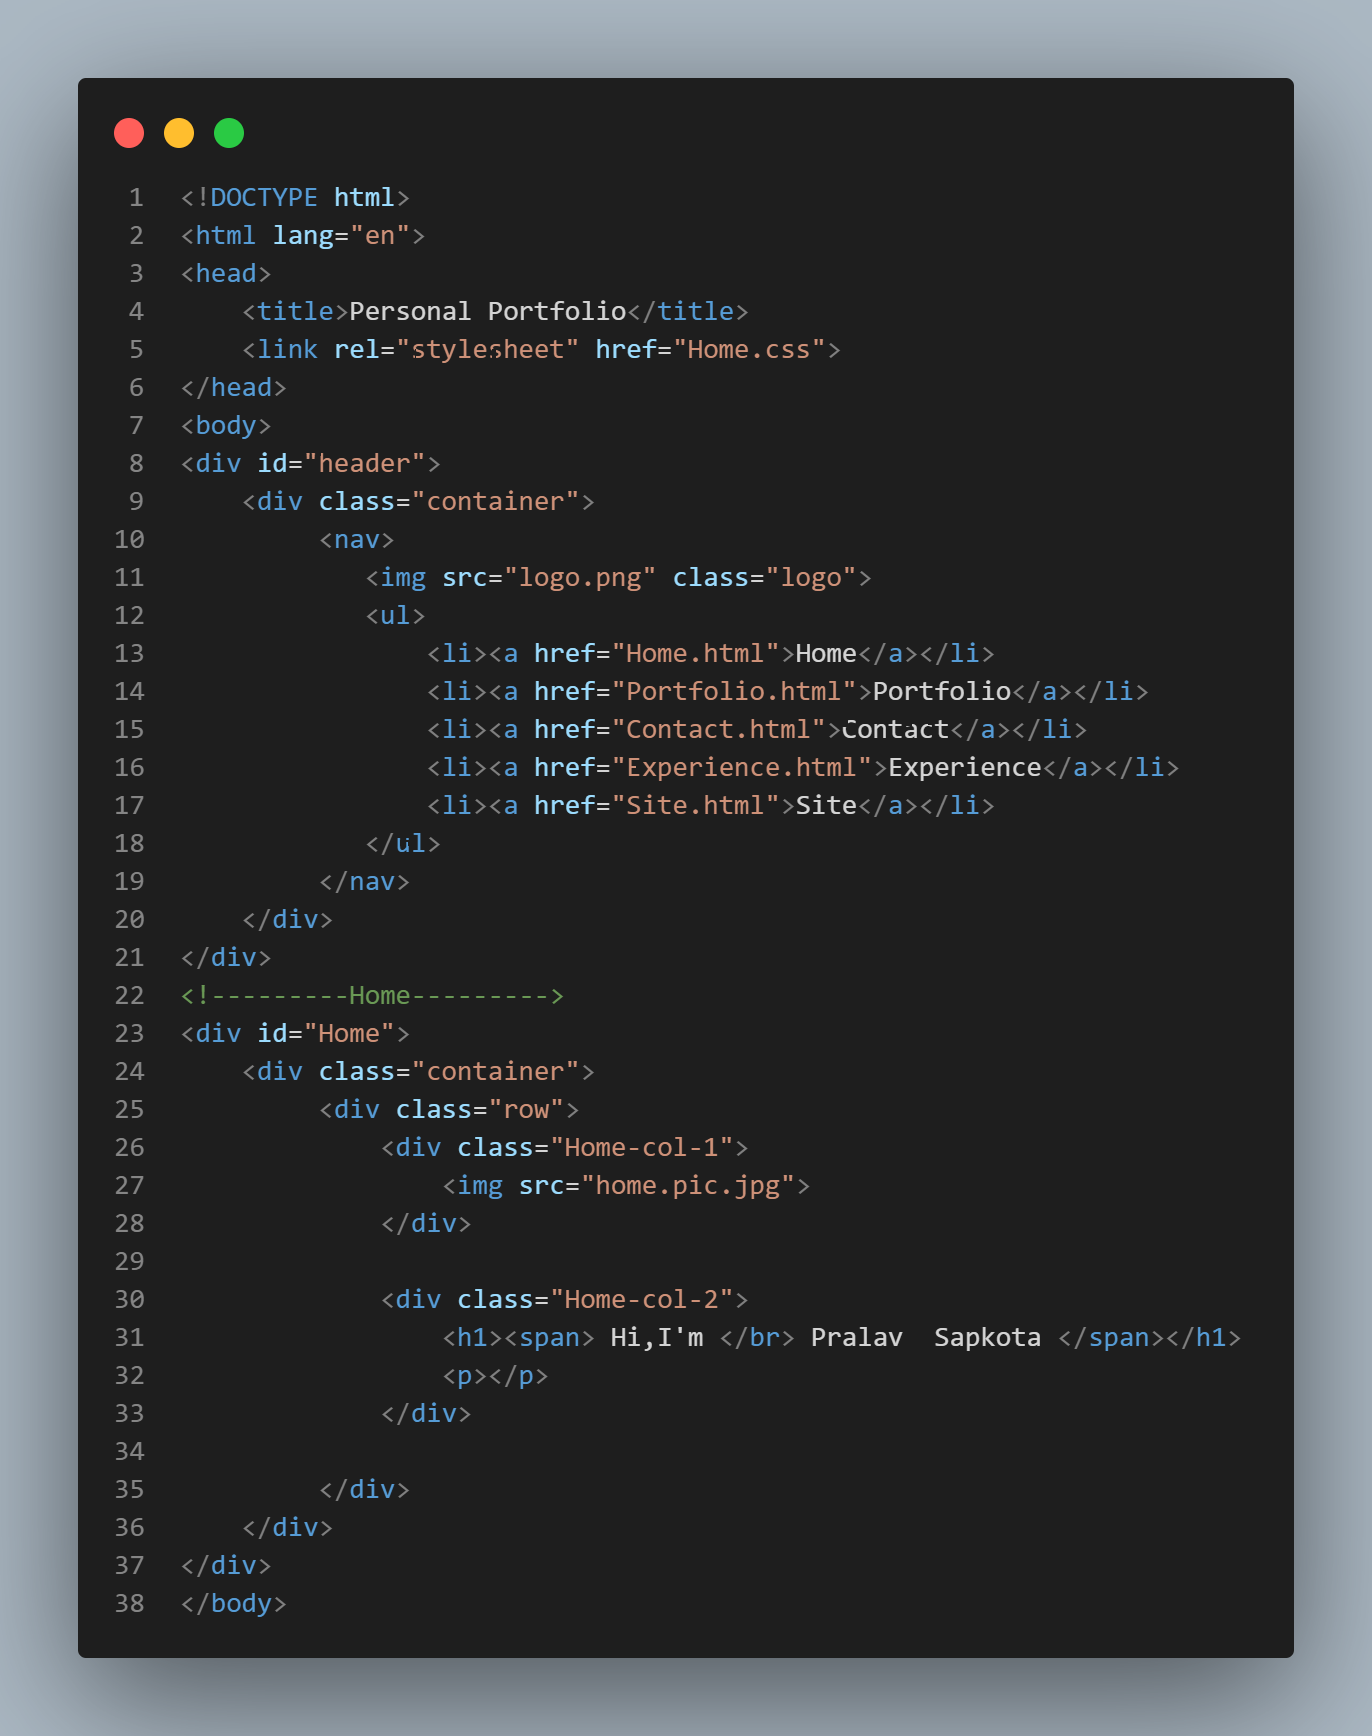 1 <!DOCTYPE html>
2 <html lang="en">
3 <head>
4     <title>Personal Portfolio</title>
5     <link rel="stylesheet" href="Home.css">
6 </head>
7 <body>
8 <div id="header">
9     <div class="container">
10          <nav>
11             <img src="logo.png" class="logo">
12             <ul>
13                 <li><a href="Home.html">Home</a></li>
14                 <li><a href="Portfolio.html">Portfolio</a></li>
15                 <li><a href="Contact.html">Contact</a></li>
16                 <li><a href="Experience.html">Experience</a></li>
17                 <li><a href="Site.html">Site</a></li>
18             </ul>
19          </nav>
20     </div>
21 </div>
22 <!---------Home--------->
23 <div id="Home">
24     <div class="container">
25          <div class="row">
26              <div class="Home-col-1">
27                  <img src="home.pic.jpg">
28              </div>
29
30              <div class="Home-col-2">
31                  <h1><span> Hi,I'm </br> Pralav  Sapkota </span></h1>
32                  <p></p>
33              </div>
34
35          </div>
36     </div>
37 </div>
38 </body>